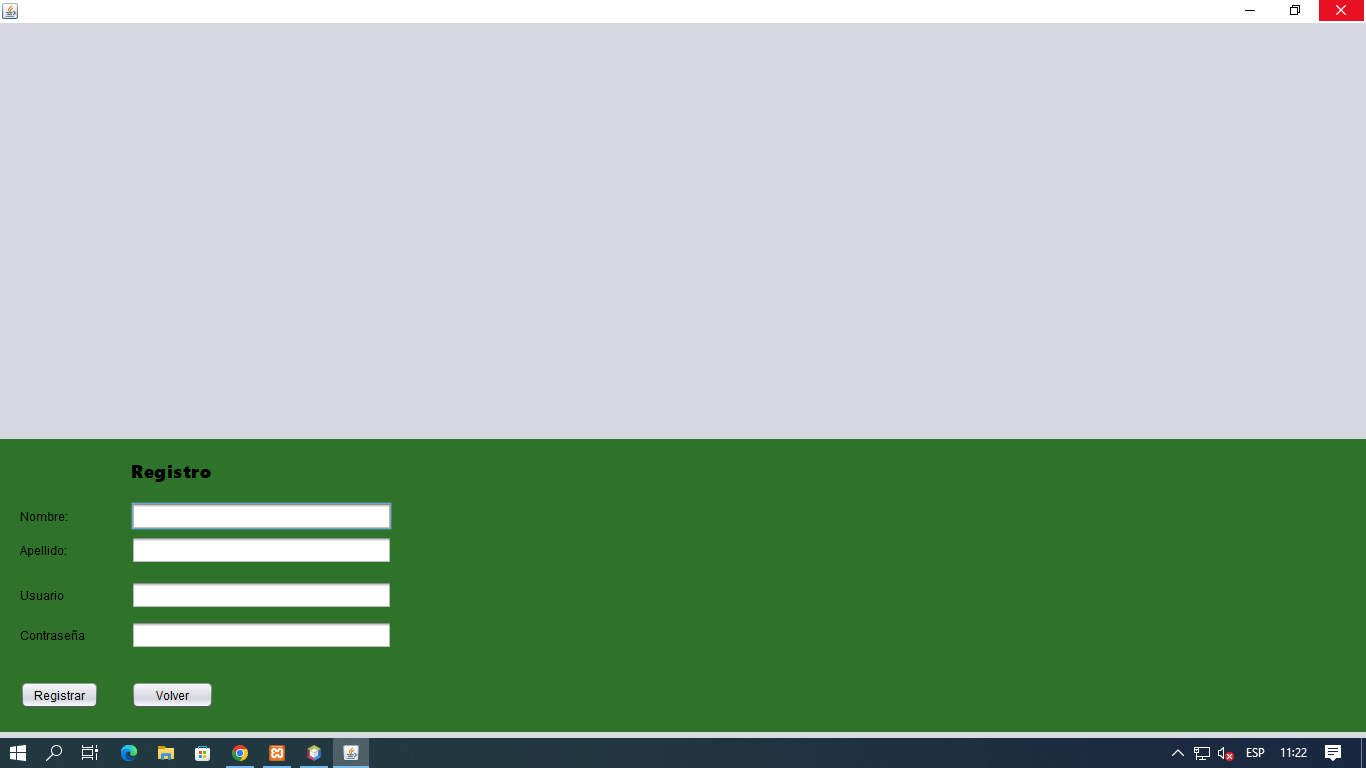 Registro
Nombre:
Apellido:
Usuario
Contraseña
Registrar Volver
ESP 11:22